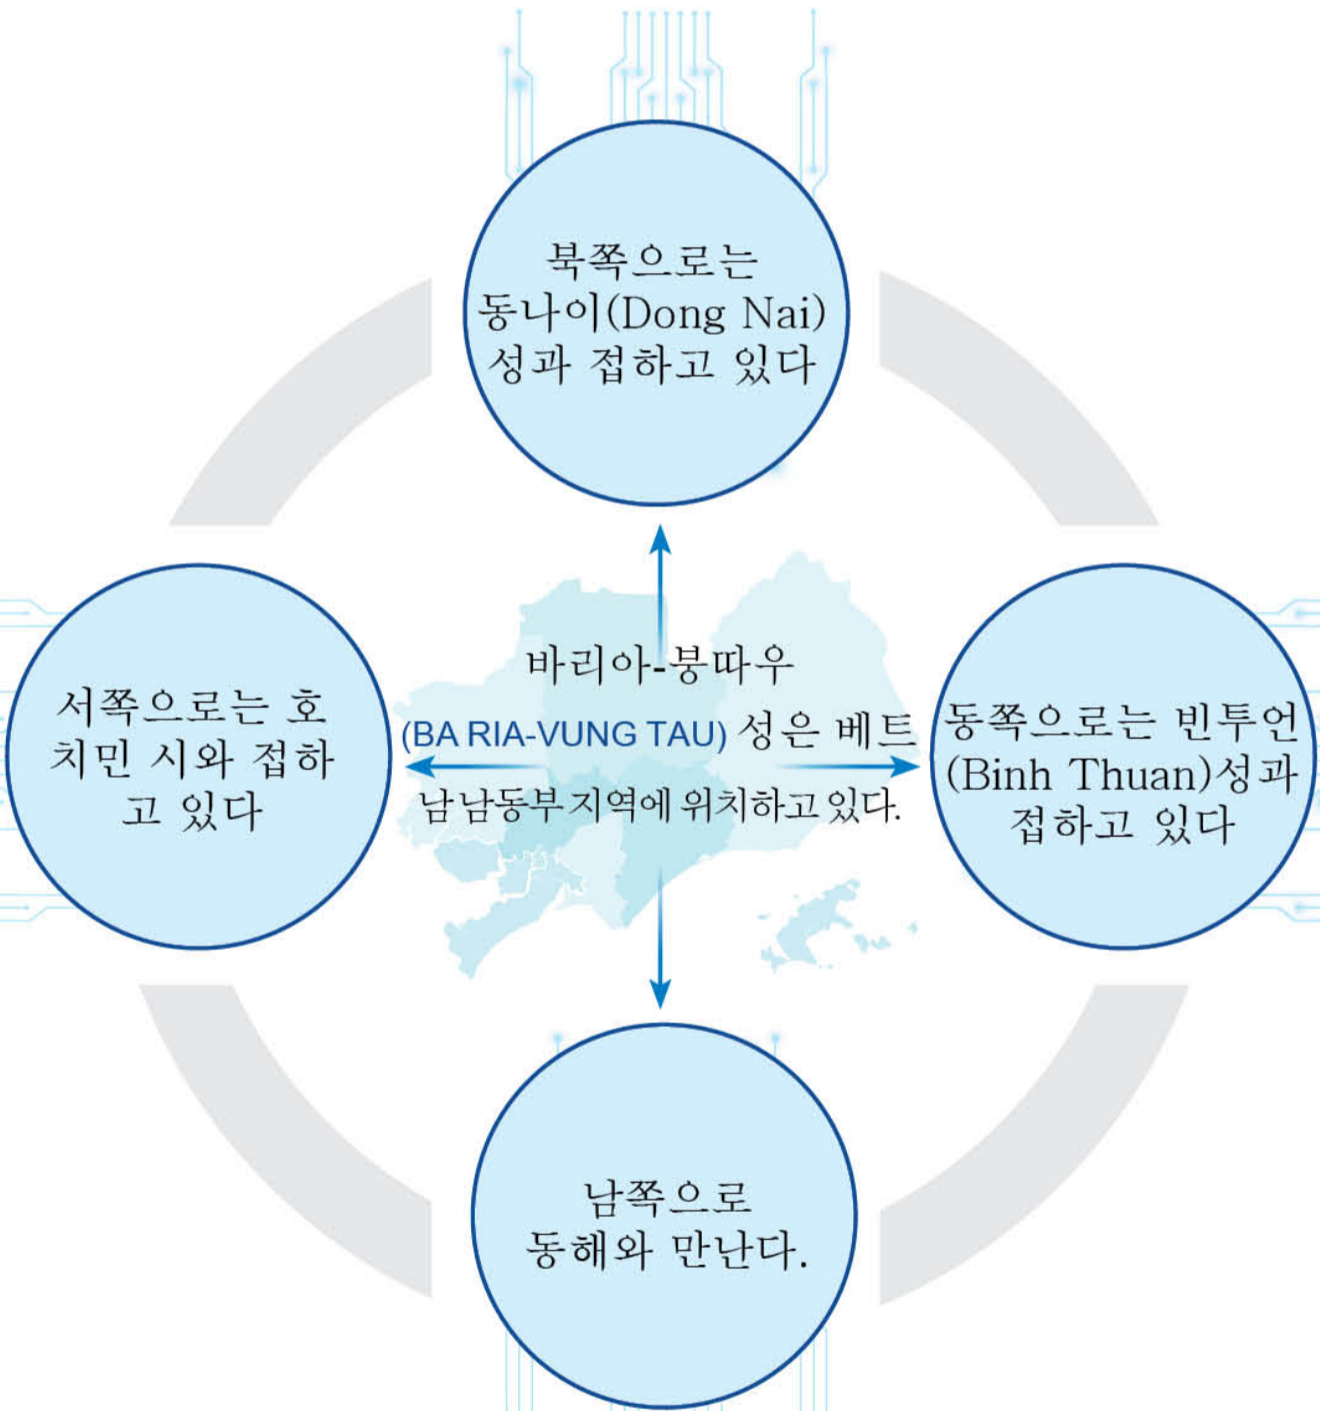 북쪽으로는
동나이(Dong Nai)
성과 접하고 있다
서쪽으로는 호
치민 시와 접하
고 있다
바리아-붕따우
(BA RIA-VUNG TAU) 성은 베트
남 남동부 지역에 위치하고 있다.
동쪽으로는 빈투언
(Binh Thuan)성과
접하고 있다
남쪽으로
동해와 만난다.